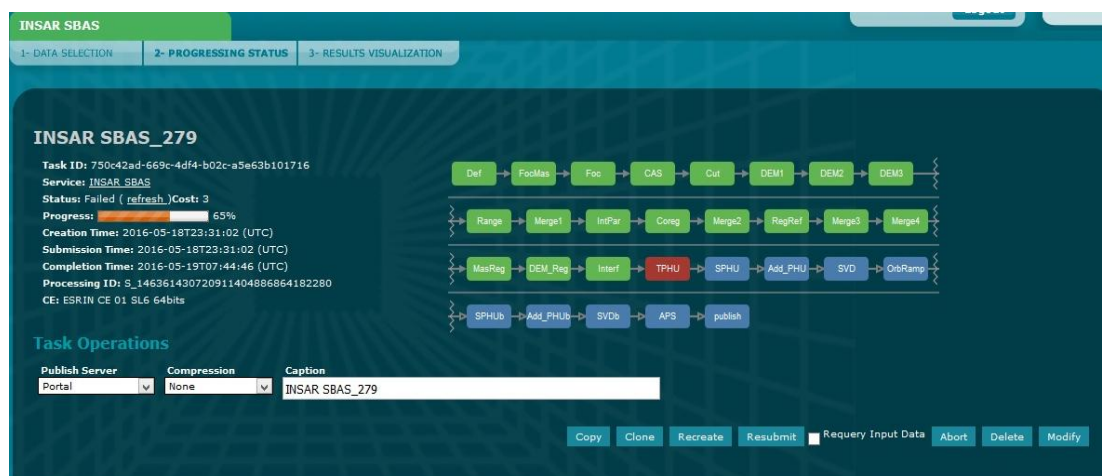 INSAR SBAS
1- DATA SELECTION 2- PROGRESSING STATUS 3- RESULTS VISUALIZATION
INSAR SBAS_279
Task ID: 750c42ad-669c-4df4-b02c-a5e63b101716
Service: INSAR SBAS
Status: Failed ( refresh )Cost: 3
Progress: 65%
Creation Time: 2016-05-18T23:31:02 (UTC)
Submission Time: 2016-05-18T23:31:02 (UTC)
Completion Time: 2016-05-19T07:44:46 (UTC)
Processing ID: S_1463614307209114048868641​82280
CE: ESRIN CE 01 SL6 64bits
Def FocMas Foc CAS Cut DEM1 DEM2 DEM3
Range Merge1 IntPar Coreg Merge2 RegRef Merge3 Merge4
MasReg DEM_Reg Interf TPHU SPHU Add_PHU SVD OrbRamp
SPHUb Add_PHUb SVDb APS publish
Task Operations
Publish Server Compression Caption
Portal None INSAR SBAS_279
Copy Clone Recreate Resubmit Requery Input Data Abort Delete Modify